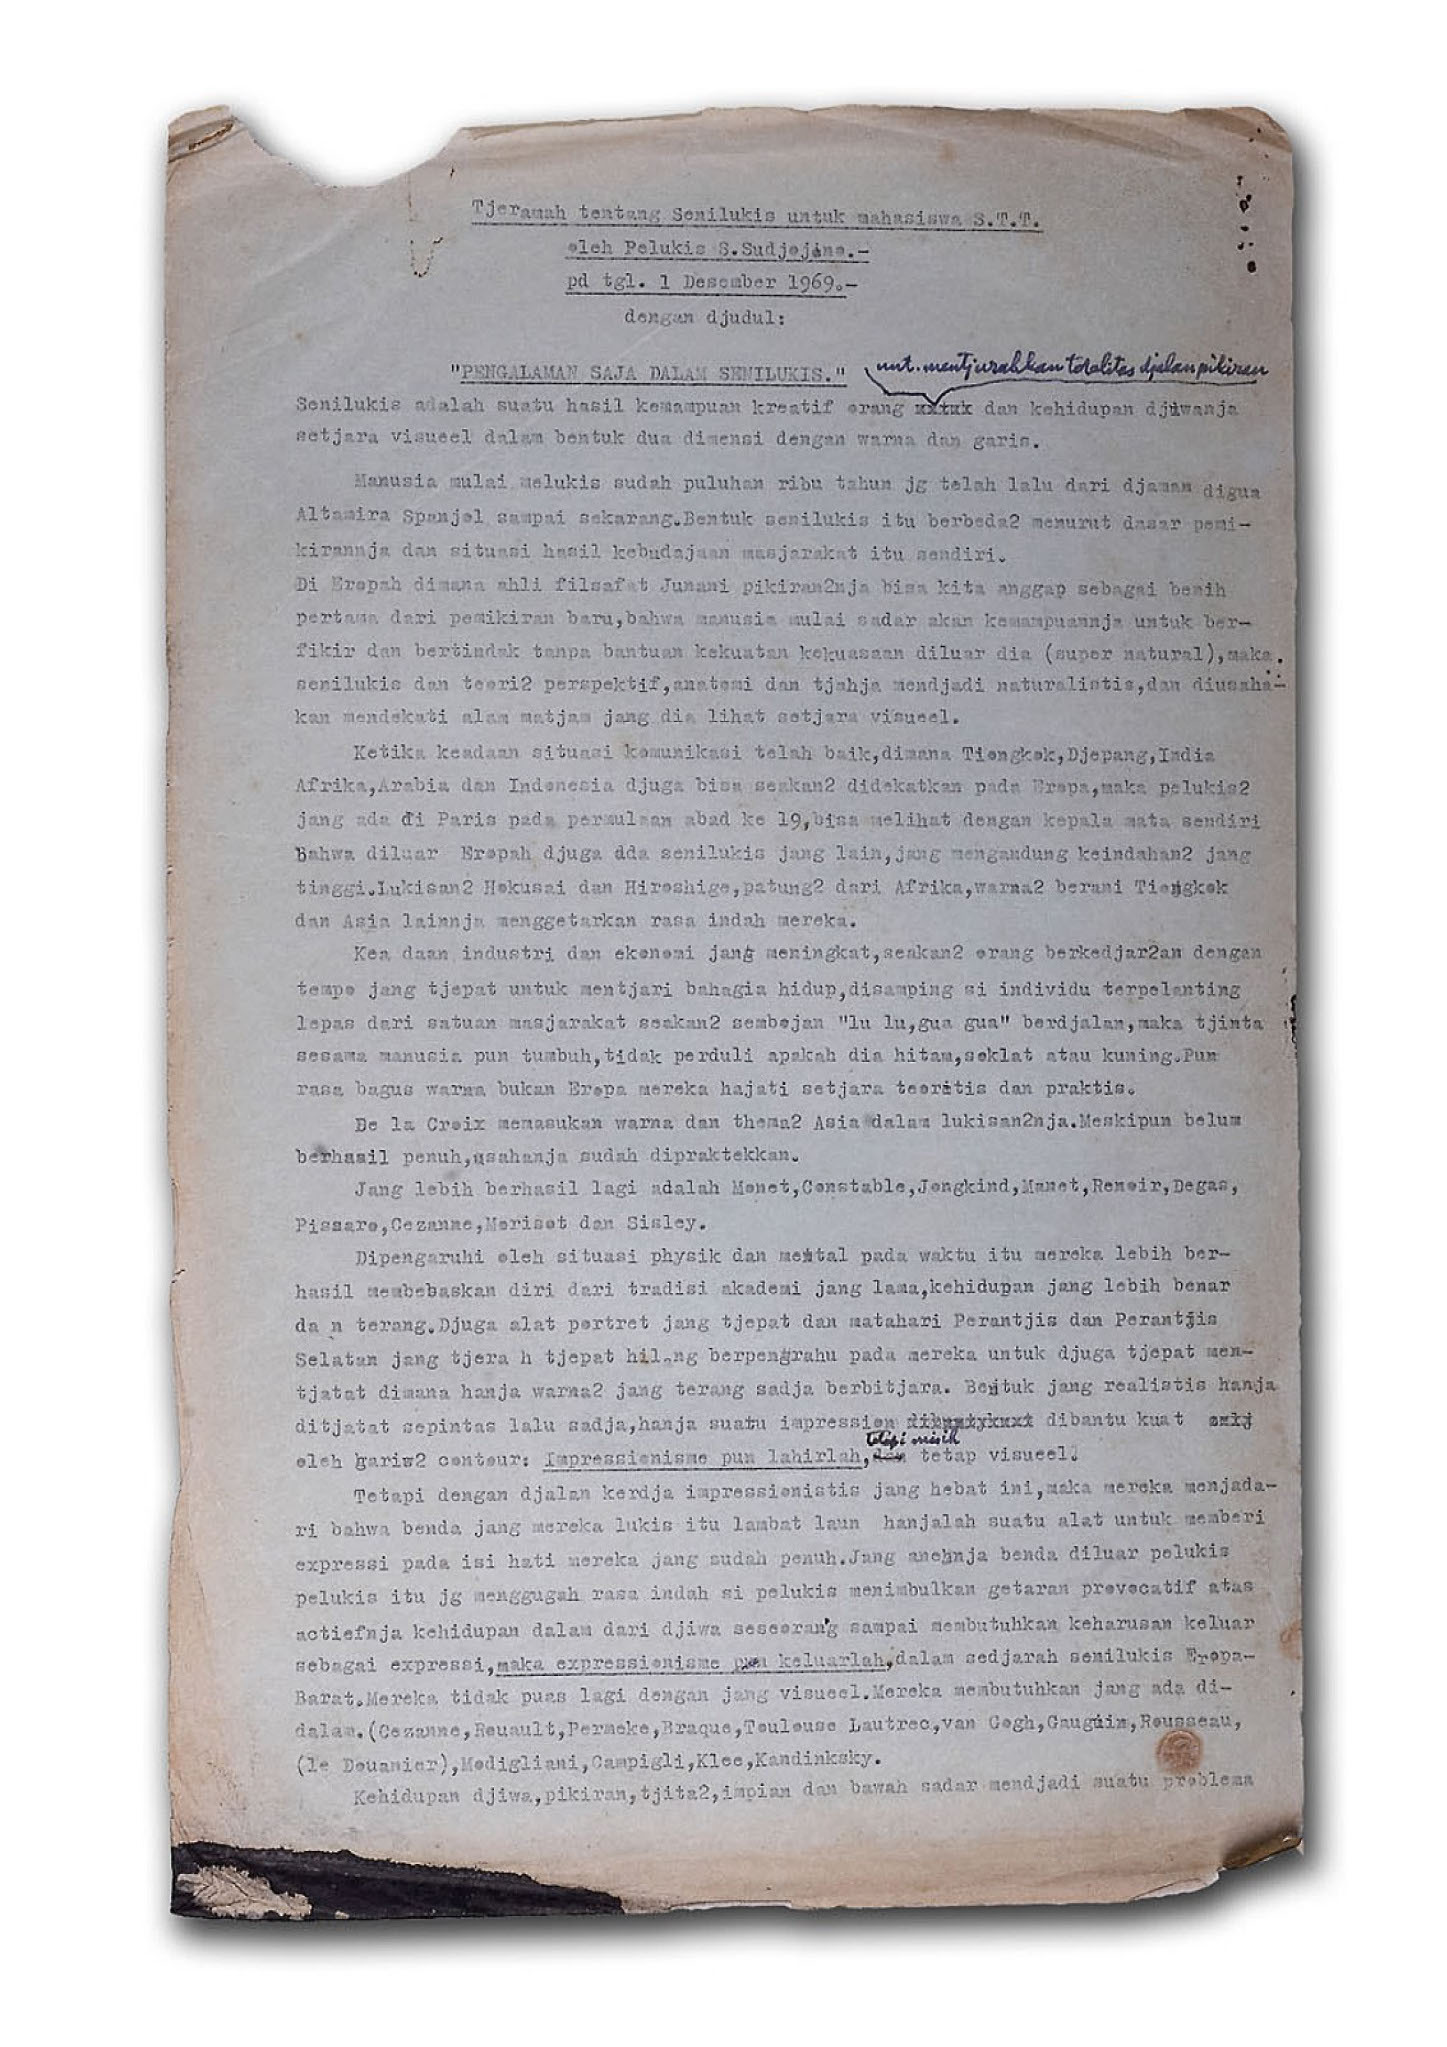 Tjeramah tentang Senilukis untuk mahasiswa S.T.T.
oleh Pelukis S.Sudjojono.-
pd tgl. 1 Desember 1969.-
dengan djudul:
"PENGALAMAN SAJA DALAM SENILUKIS." unt. mentjurahkan totalitas djalan pikiran
Senilukis adalah suatu hasil kemampuan kreatif orang dan kehidupan djiwanja
setjara visueel dalam bentuk dua dimensi dengan warna dan garis.
Manusia mulai melukis sudah puluhan ribu tahun jg telah lalu dari djaman digua
Altamira Spanjol sampai sekarang.Bentuk senilukis itu berbeda2 menurut dasar pemi-
kirannja dan situasi hasil kebudajaan masjarakat itu sendiri.
Di Eropah dimana ahli filsafat Junani pikiran2nja bisa kita anggap sebagai benih
pertama dari pemikiran baru,bahwa manusia mulai sadar akan kemampuannja untuk ber-
fikir dan bertindak tanpa bantuan kekuatan kekuasaan diluar dia (super natural),maka
senilukis dan teori2 perspektif,anatomi dan tjahja mendjadi naturalistis,dan diusaha-
kan mendekati alam matjam jang dia lihat setjara visueel.
Ketika keadaan situasi komunikasi telah baik,dimana Tiongkok,Djepang,India
Afrika,Arabia dan Indonesia djuga bisa seakan2 didekatkan pada Eropa,maka pelukis2
jang ada di Paris pada permulaan abad ke 19,bisa melihat dengan kepala mata sendiri
Bahwa diluar Eropah djuga ada senilukis jang lain,jang mengandung keindahan2 jang
tinggi.Lukisan2 Hokusai dan Hiroshige,patung2 dari Afrika,warna2 berani Tiongkok
dan Asia lainnja menggetarkan rasa indah mereka.
Kea daan industri dan ekonomi jang meningkat,seakan2 orang berkedjar2an dengan
tempo jang tjepat untuk mentjari bahagia hidup,disamping si individu terpelanting
lepas dari satuan masjarakat seakan2 sembojan "lu lu,gua gua" berdjalan,maka tjinta
sesama manusia pun tumbuh,tidak perduli apakah dia hitam,soklat atau kuning.Pun
rasa bagus warna bukan Eropa mereka hajati setjara teoritis dan praktis.
De la Croix memasukan warna dan thema2 Asia dalam lukisan2nja.Meskipun belum
berhasil penuh,usahanja sudah dipraktekkan.
Jang lebih berhasil lagi adalah Monet,Constable,Jongkind,Manet,Renoir,Degas,
Pissaro,Cezanne,Morisot dan Sisley.
Dipengaruhi oleh situasi physik dan mental pada waktu itu mereka lebih ber-
hasil membebaskan diri dari tradisi akademi jang lama,kehidupan jang lebih benar
da n terang.Djuga alat portret jang tjepat dan matahari Perantjis dan Perantjis
Selatan jang tjera h tjepat hilang berpengrahu pada mereka untuk djuga tjepat men-
tjatat dimana hanja warna2 jang terang sadja berbitjara. Bentuk jang realistis hanja
ditjatat sepintas lalu sadja,hanja suatu impression dibantu kuat
oleh garis2 contour: Impressionisme pun lahirlah, tetapi masih tetap visueel.
Tetapi dengan djalan kerdja impressionistis jang hebat ini,maka mereka menjada-
ri bahwa benda jang mereka lukis itu lambat laun hanjalah suatu alat untuk memberi
expressi pada isi hati mereka jang sudah penuh.Jang anehnja benda diluar pelukis
pelukis itu jg menggugah rasa indah si pelukis menimbulkan getaran provocatif atas
actiefnja kehidupan dalam dari djiwa seseorang sampai membutuhkan keharusan keluar
sebagai expressi,maka expressionisme pun keluarlah,dalam sedjarah senilukis Eropa-
Barat.Mereka tidak puas lagi dengan jang visueel.Mereka membutuhkan jang ada di-
dalam.(Cezanne,Rouault,Permeke,Braque,Toulouse Lautrec,van Gogh,Gauguin,Rousseau,
(le Douanier),Modigliani,Campigli,Klee,Kandinksky.
Kehidupan djiwa,pikiran,tjita2,impian dan bawah sadar mendjadi suatu problema